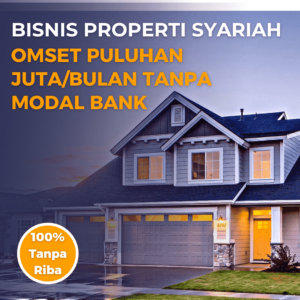 BISNIS PROPERTI SYARIAH
OMSET PULUHAN
JUTA/BULAN TANPA
MODAL BANK
100%
Tanpa
Riba